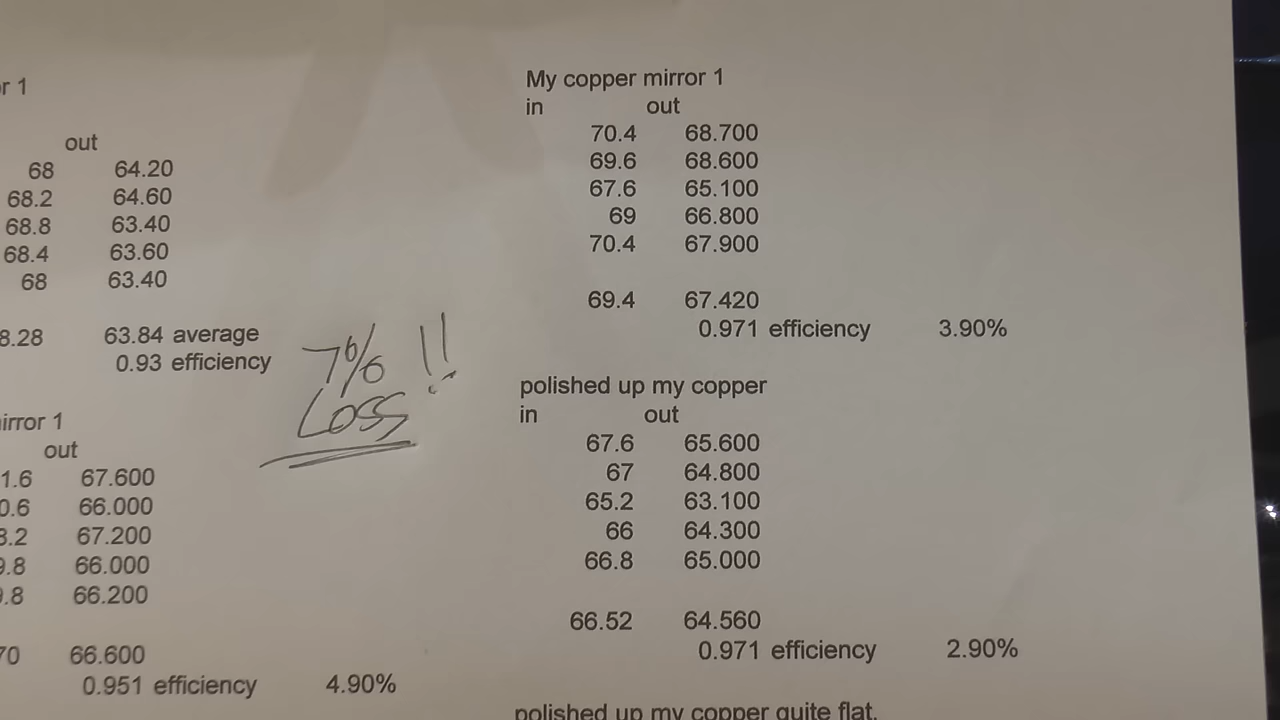 r 1
out
68 64.20
68.2 64.60
68.8 63.40
68.4 63.60
68 63.40
8.28 63.84 average
0.93 efficiency
7% !!
LOSS
irror 1
out
1.6 67.600
0.6 66.000
8.2 67.200
9.8 66.000
9.8 66.200
70 66.600
0.951 efficiency 4.90%
My copper mirror 1
in out
70.4 68.700
69.6 68.600
67.6 65.100
69 66.800
70.4 67.900
69.4 67.420
0.971 efficiency 3.90%
polished up my copper
in out
67.6 65.600
67 64.800
65.2 63.100
66 64.300
66.8 65.000
66.52 64.560
0.971 efficiency 2.90%
polished up my copper quite flat.